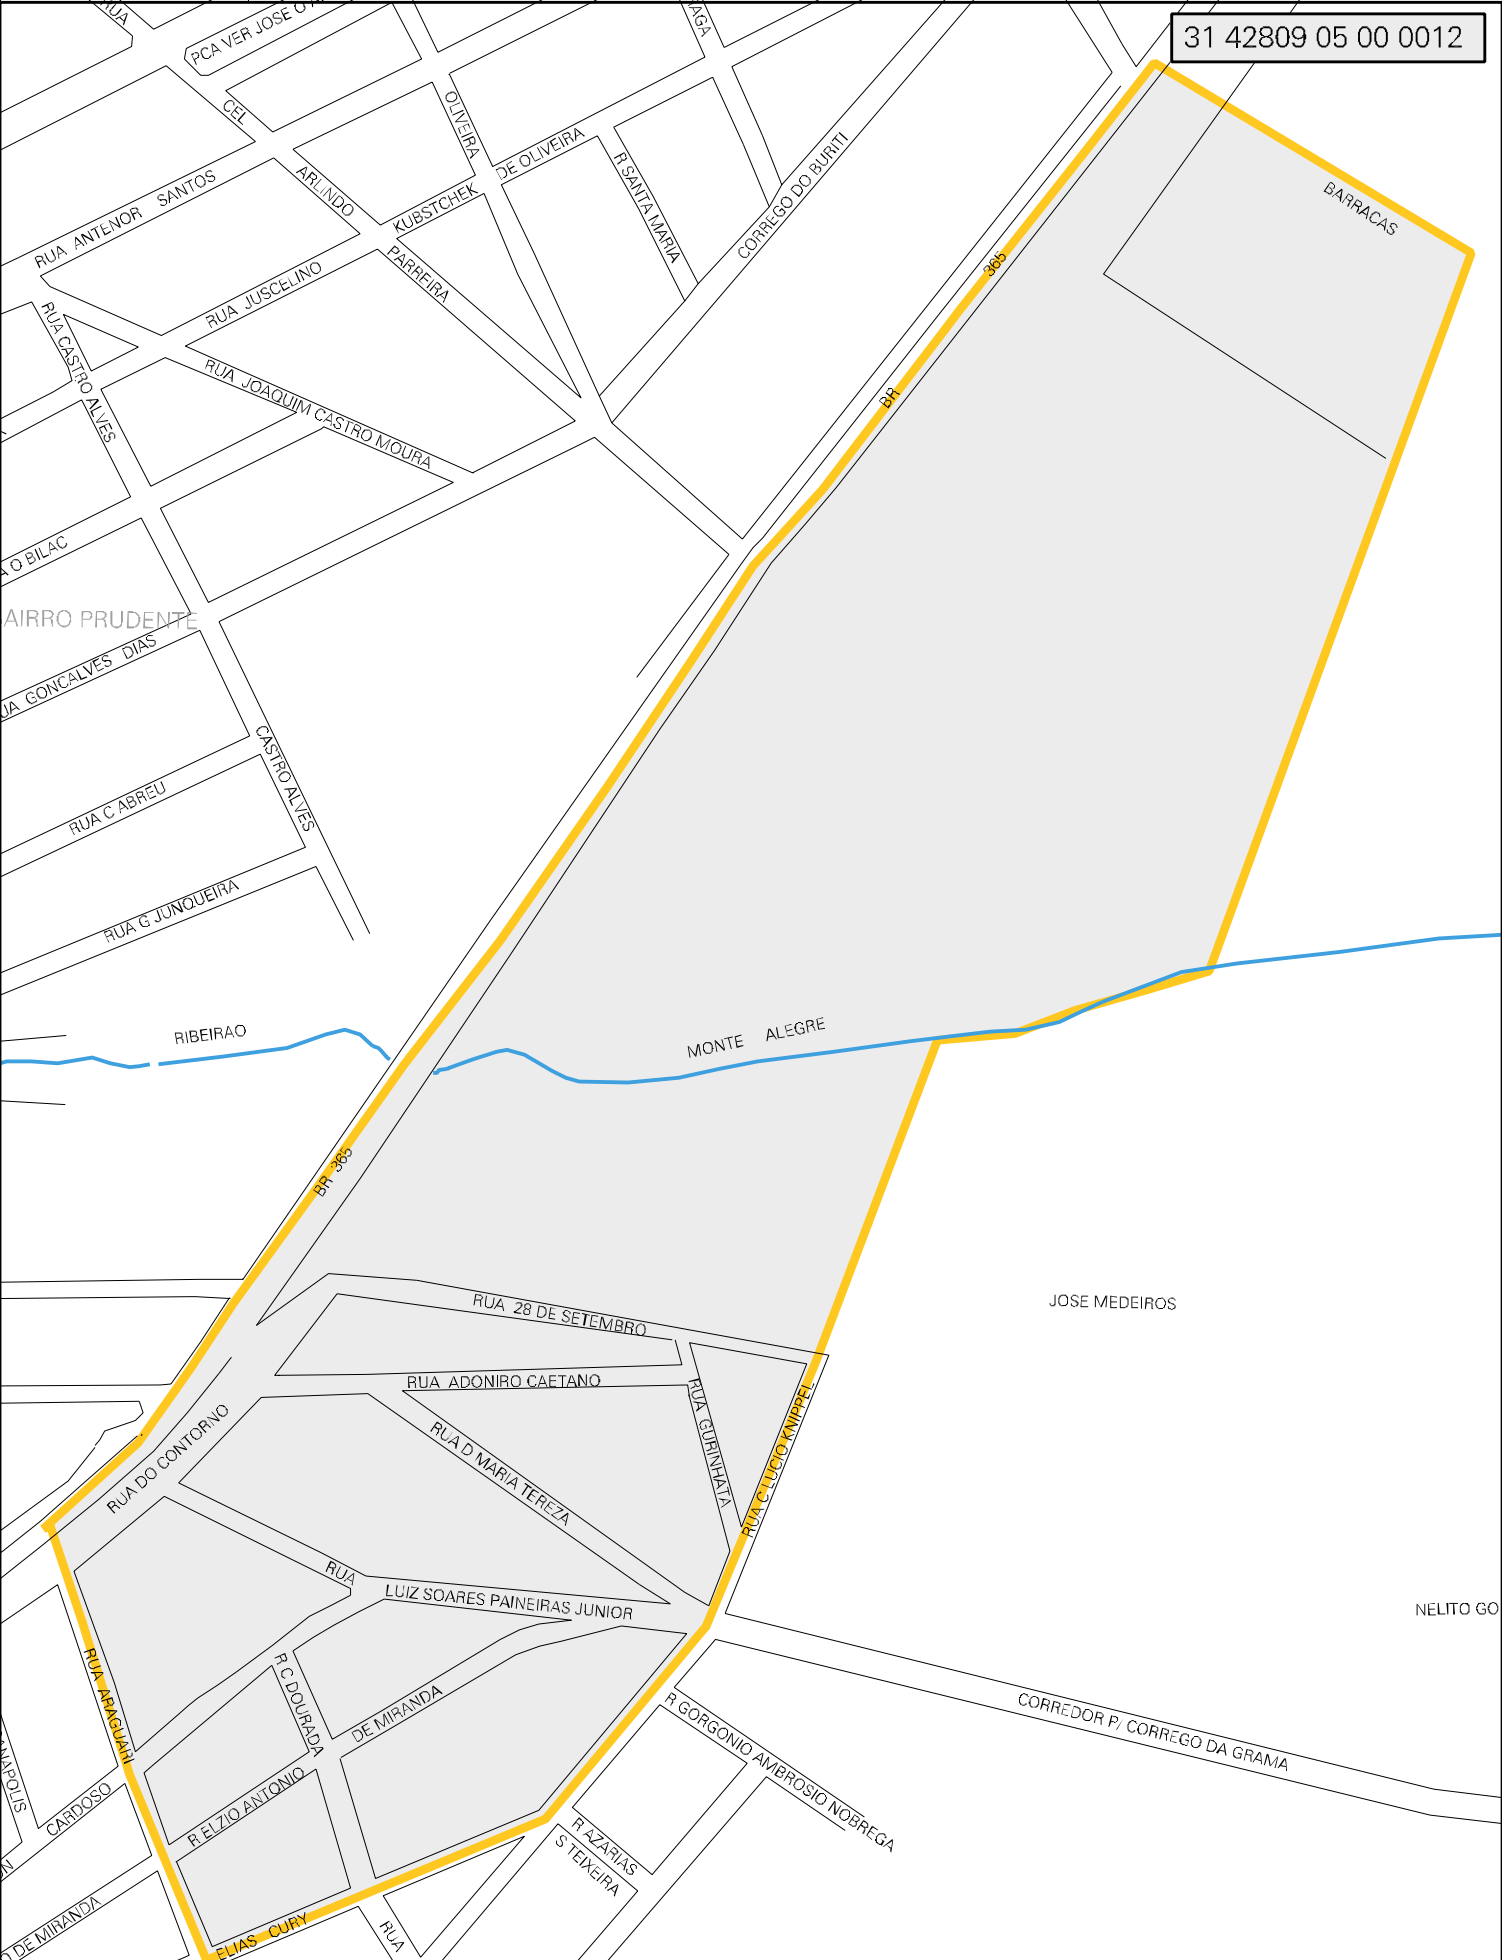 31 42809 05 00 0012
RUA
PCA VER JOSE O
CEL
OLIVEIRA
DE OLIVEIRA
R SANTA MARIA
CORREGO DO BURITI
BARRACAS
RUA ANTENOR SANTOS
ARLINDO
KUBSTCHEK
PARREIRA
365
RUA JUSCELINO
RUA CASTRO ALVES
RUA JOAQUIM CASTRO MOURA
BR
O BILAC
AIRRO PRUDENTE
UA GONCALVES DIAS
CASTRO ALVES
RUA C ABREU
RUA G JUNQUEIRA
RIBEIRAO
MONTE ALEGRE
BR 365
RUA 28 DE SETEMBRO
JOSE MEDEIROS
RUA ADONIRO CAETANO
RUA GURINHATA
RUA C LUCIO KNIPPEL
RUA DO CONTORNO
RUA D MARIA TEREZA
RUA
LUIZ SOARES PAINEIRAS JUNIOR
NELITO GO
RUA ARAGUARI
R C DOURADA
DE MIRANDA
CORREDOR P/ CORREGO DA GRAMA
R GORGONIO AMBROSIO NOBREGA
ANAPOLIS
CARDOSO
R ELZIO ANTONIO
R AZARIAS
S TEIXEIRA
O DE MIRANDA
ELIAS CURY
RUA